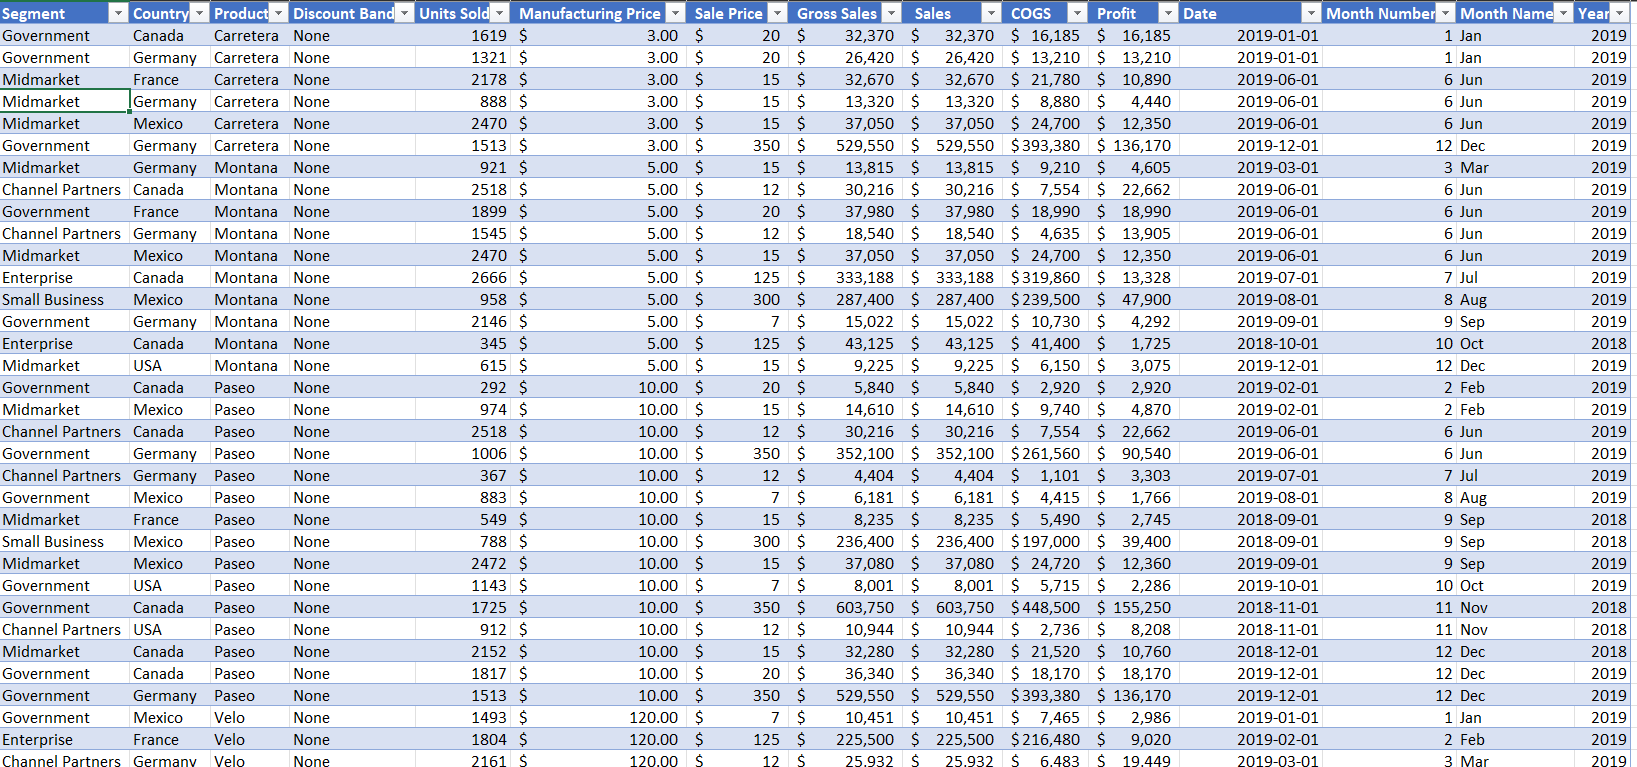 Segment Country Product Discount Band Units Sold Manufacturing Price Sale Price Gross Sales Sales COGS Profit Date Month Number Month Name Year
Government Canada Carretera None 1619 $ 3.00 $ 20 $ 32,370 $ 32,370 $ 16,185 $ 16,185 2019-01-01 1 Jan 2019
Government Germany Carretera None 1321 $ 3.00 $ 20 $ 26,420 $ 26,420 $ 13,210 $ 13,210 2019-01-01 1 Jan 2019
Midmarket France Carretera None 2178 $ 3.00 $ 15 $ 32,670 $ 32,670 $ 21,780 $ 10,890 2019-06-01 6 Jun 2019
Midmarket Germany Carretera None 888 $ 3.00 $ 15 $ 13,320 $ 13,320 $ 8,880 $ 4,440 2019-06-01 6 Jun 2019
Midmarket Mexico Carretera None 2470 $ 3.00 $ 15 $ 37,050 $ 37,050 $ 24,700 $ 12,350 2019-06-01 6 Jun 2019
Government Germany Carretera None 1513 $ 3.00 $ 350 $ 529,550 $ 529,550 $ 393,380 $ 136,170 2019-12-01 12 Dec 2019
Midmarket Germany Montana None 921 $ 5.00 $ 15 $ 13,815 $ 13,815 $ 9,210 $ 4,605 2019-03-01 3 Mar 2019
Channel Partners Canada Montana None 2518 $ 5.00 $ 12 $ 30,216 $ 30,216 $ 7,554 $ 22,662 2019-06-01 6 Jun 2019
Government France Montana None 1899 $ 5.00 $ 20 $ 37,980 $ 37,980 $ 18,990 $ 18,990 2019-06-01 6 Jun 2019
Channel Partners Germany Montana None 1545 $ 5.00 $ 12 $ 18,540 $ 18,540 $ 4,635 $ 13,905 2019-06-01 6 Jun 2019
Midmarket Mexico Montana None 2470 $ 5.00 $ 15 $ 37,050 $ 37,050 $ 24,700 $ 12,350 2019-06-01 6 Jun 2019
Enterprise Canada Montana None 2666 $ 5.00 $ 125 $ 333,188 $ 333,188 $ 319,860 $ 13,328 2019-07-01 7 Jul 2019
Small Business Mexico Montana None 958 $ 5.00 $ 300 $ 287,400 $ 287,400 $ 239,500 $ 47,900 2019-08-01 8 Aug 2019
Government Germany Montana None 2146 $ 5.00 $ 7 $ 15,022 $ 15,022 $ 10,730 $ 4,292 2019-09-01 9 Sep 2019
Enterprise Canada Montana None 345 $ 5.00 $ 125 $ 43,125 $ 43,125 $ 41,400 $ 1,725 2018-10-01 10 Oct 2018
Midmarket USA Montana None 615 $ 5.00 $ 15 $ 9,225 $ 9,225 $ 6,150 $ 3,075 2019-12-01 12 Dec 2019
Government Canada Paseo None 292 $ 10.00 $ 20 $ 5,840 $ 5,840 $ 2,920 $ 2,920 2019-02-01 2 Feb 2019
Midmarket Mexico Paseo None 974 $ 10.00 $ 15 $ 14,610 $ 14,610 $ 9,740 $ 4,870 2019-02-01 2 Feb 2019
Channel Partners Canada Paseo None 2518 $ 10.00 $ 12 $ 30,216 $ 30,216 $ 7,554 $ 22,662 2019-06-01 6 Jun 2019
Government Germany Paseo None 1006 $ 10.00 $ 350 $ 352,100 $ 352,100 $ 261,560 $ 90,540 2019-06-01 6 Jun 2019
Channel Partners Germany Paseo None 367 $ 10.00 $ 12 $ 4,404 $ 4,404 $ 1,101 $ 3,303 2019-07-01 7 Jul 2019
Government Mexico Paseo None 883 $ 10.00 $ 7 $ 6,181 $ 6,181 $ 4,415 $ 1,766 2019-08-01 8 Aug 2019
Midmarket France Paseo None 549 $ 10.00 $ 15 $ 8,235 $ 8,235 $ 5,490 $ 2,745 2018-09-01 9 Sep 2018
Small Business Mexico Paseo None 788 $ 10.00 $ 300 $ 236,400 $ 236,400 $ 197,000 $ 39,400 2018-09-01 9 Sep 2018
Midmarket Mexico Paseo None 2472 $ 10.00 $ 15 $ 37,080 $ 37,080 $ 24,720 $ 12,360 2019-09-01 9 Sep 2019
Government USA Paseo None 1143 $ 10.00 $ 7 $ 8,001 $ 8,001 $ 5,715 $ 2,286 2019-10-01 10 Oct 2019
Government Canada Paseo None 1725 $ 10.00 $ 350 $ 603,750 $ 603,750 $ 448,500 $ 155,250 2018-11-01 11 Nov 2018
Channel Partners USA Paseo None 912 $ 10.00 $ 12 $ 10,944 $ 10,944 $ 2,736 $ 8,208 2018-11-01 11 Nov 2018
Midmarket Canada Paseo None 2152 $ 10.00 $ 15 $ 32,280 $ 32,280 $ 21,520 $ 10,760 2018-12-01 12 Dec 2018
Government Canada Paseo None 1817 $ 10.00 $ 20 $ 36,340 $ 36,340 $ 18,170 $ 18,170 2019-12-01 12 Dec 2019
Government Germany Paseo None 1513 $ 10.00 $ 350 $ 529,550 $ 529,550 $ 393,380 $ 136,170 2019-12-01 12 Dec 2019
Government Mexico Velo None 1493 $ 120.00 $ 7 $ 10,451 $ 10,451 $ 7,465 $ 2,986 2019-01-01 1 Jan 2019
Enterprise France Velo None 1804 $ 120.00 $ 125 $ 225,500 $ 225,500 $ 216,480 $ 9,020 2019-02-01 2 Feb 2019
Channel Partners Germany Velo None 2161 $ 120.00 $ 12 $ 25,932 $ 25,932 $ 6,483 $ 19,449 2019-03-01 3 Mar 2019